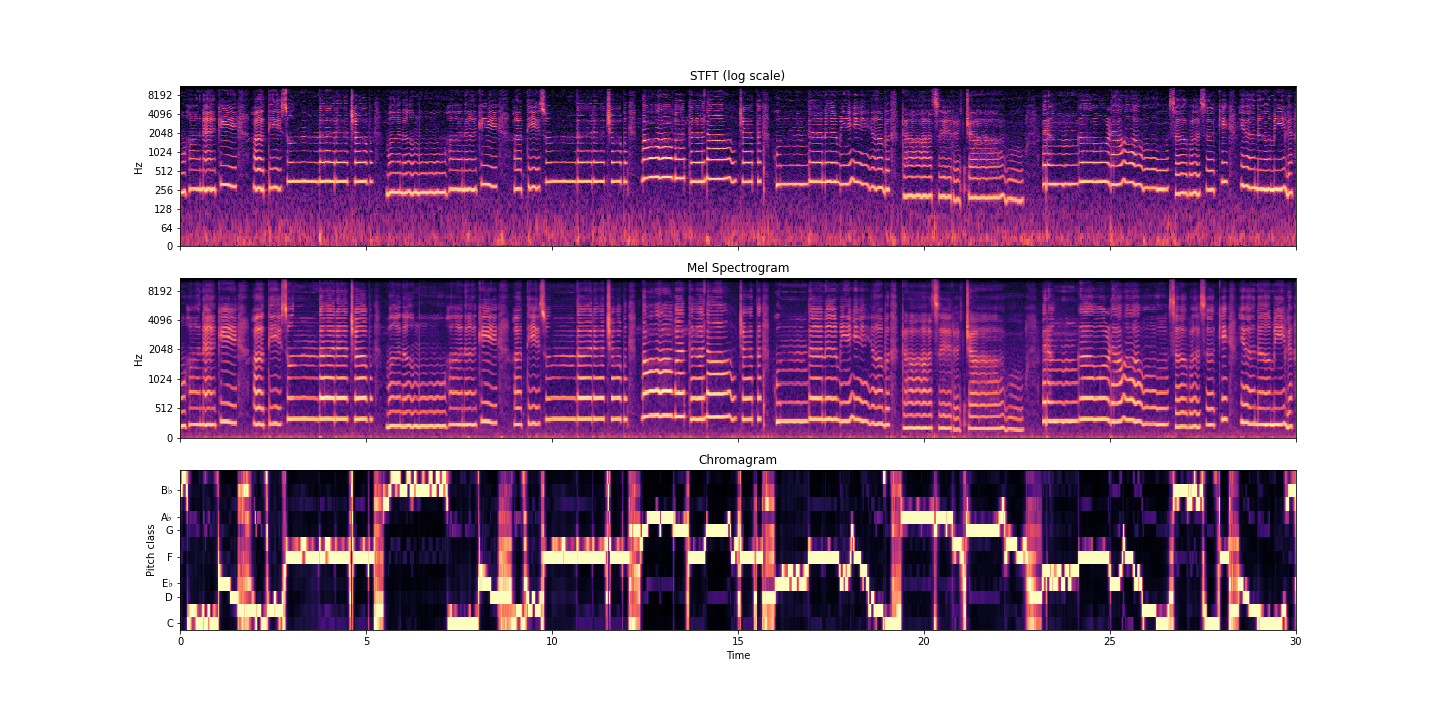 STFT (log scale)
8192
4096
2048
1024
512
256
128
64
0
Hz
Mel Spectrogram
8192
4096
2048
1024
512
0
Hz
Chromagram
B♭
A♭
G
F
E♭
D
C
Pitch class
0 5 10 15 20 25 30
Time